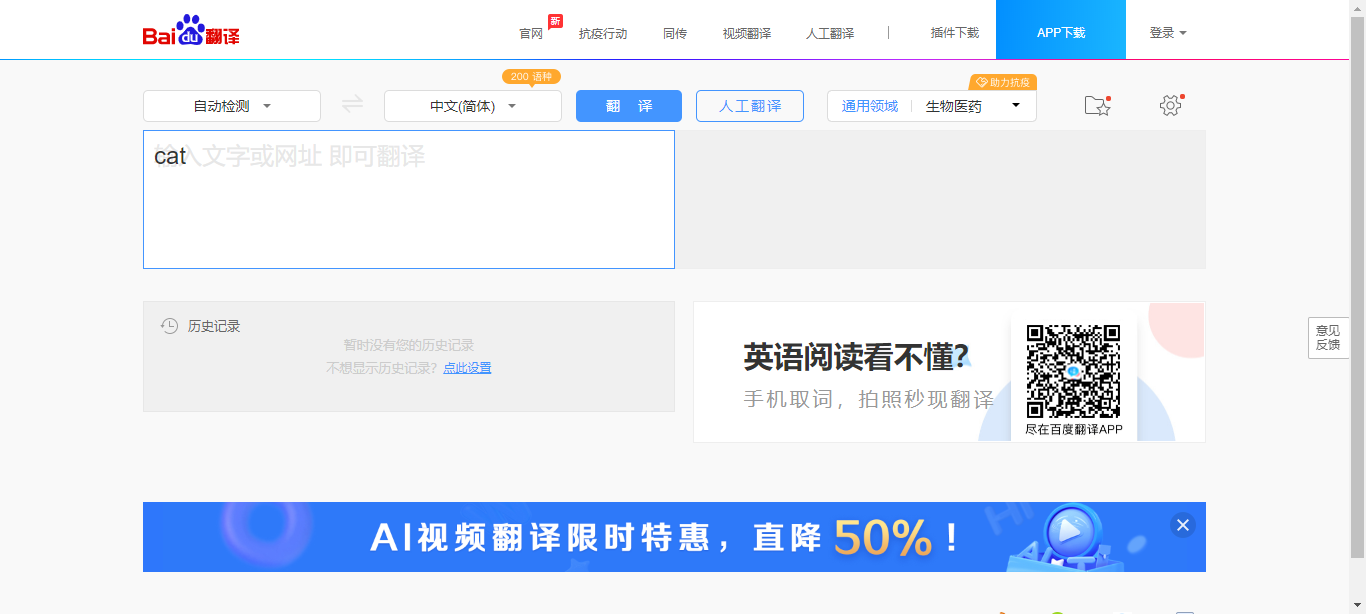 Bai du 翻译
官网
新
抗疫行动
同传
视频翻译
人工翻译
插件下载
APP下载
登录
200 语种
助力抗疫
自动检测
中文(简体)
翻 译
人工翻译
通用领域
生物医药
cat
输入文字或网址 即可翻译
历史记录
暂时没有您的历史记录
不想显示历史记录? 点此设置
英语阅读看不懂?
手机取词，拍照秒现翻译
尽在百度翻译APP
意见
反馈
AI视频翻译限时特惠，直降 50% !